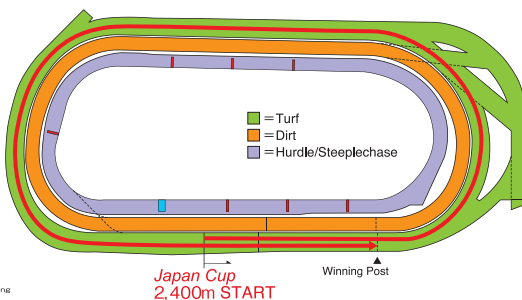 =Turf
=Dirt
=Hurdle/Steeplechase
Japan Cup
2,400m START
Winning Post